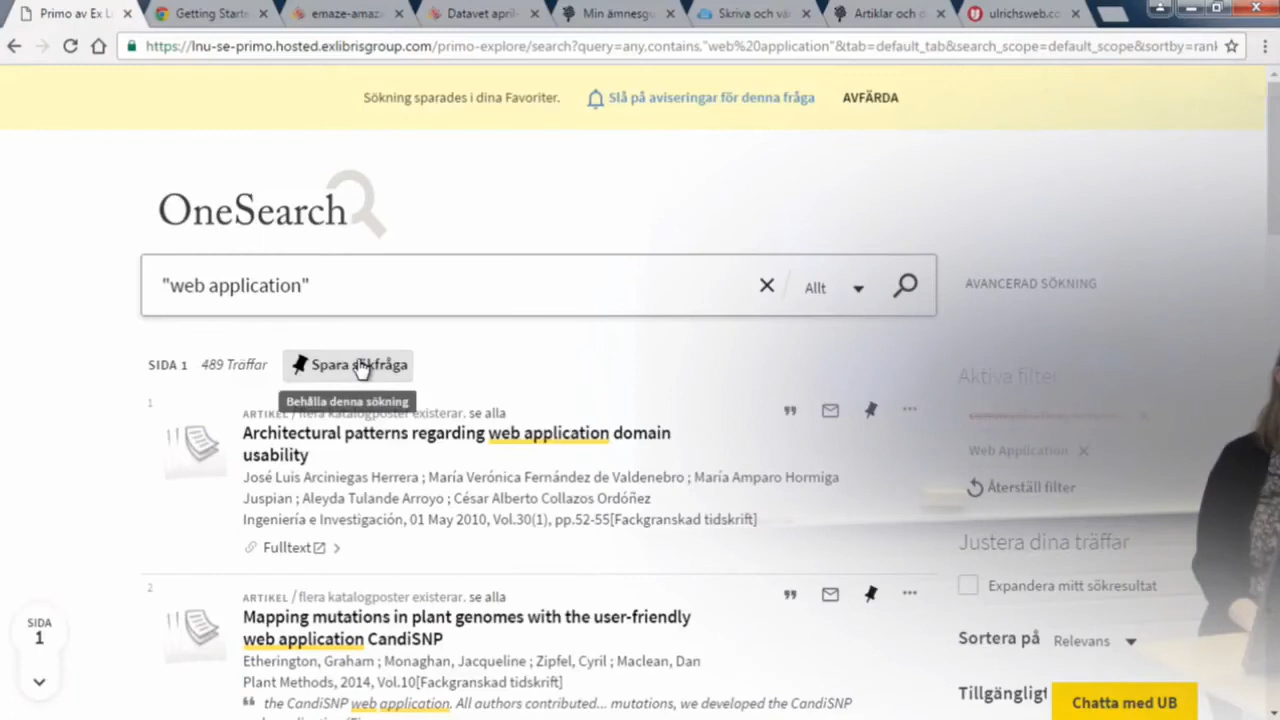 Primo av Ex Li
Getting Start
emaze-amaz
Datavet april
Min ämnesgu
Skriva och vä
Artiklar och d
ulrichsweb.co
https://lnu-se-primo.hosted.exlibrisgroup.com/primo-explore/search?query=any,contains,"web%20application"&tab=default_tab&search_scope=default_scope&sortby=rank
Sökning sparades i dina Favoriter.
Slå på aviseringar för denna fråga
AVFÄRDA
OneSearch
"web application"
Allt
AVANCERAD SÖKNING
SIDA 1 489 Träffar
Spara sökfråga
Behålla denna sökning
Aktiva filter
Web Application
Återställ filter
1
ARTIKEL / flera katalogposter existerar. se alla
Architectural patterns regarding web application domain
usability
José Luis Arciniegas Herrera ; María Verónica Fernández de Valdenebro ; María Amparo Hormiga
Juspian ; Aleyda Tulande Arroyo ; César Alberto Collazos Ordóñez
Ingeniería e Investigación, 01 May 2010, Vol.30(1), pp.52-55[Fackgranskad tidskrift]
Fulltext
Justera dina träffar
Expandera mitt sökresultat
2
ARTIKEL / flera katalogposter existerar. se alla
Mapping mutations in plant genomes with the user-friendly
web application CandiSNP
Etherington, Graham ; Monaghan, Jacqueline ; Zipfel, Cyril ; Maclean, Dan
Plant Methods, 2014, Vol.10[Fackgranskad tidskrift]
the CandiSNP web application. All authors contributed... mutations, we developed the CandiSNP
SIDA
1
Sortera på Relevans
Tillgängligt
Chatta med UB